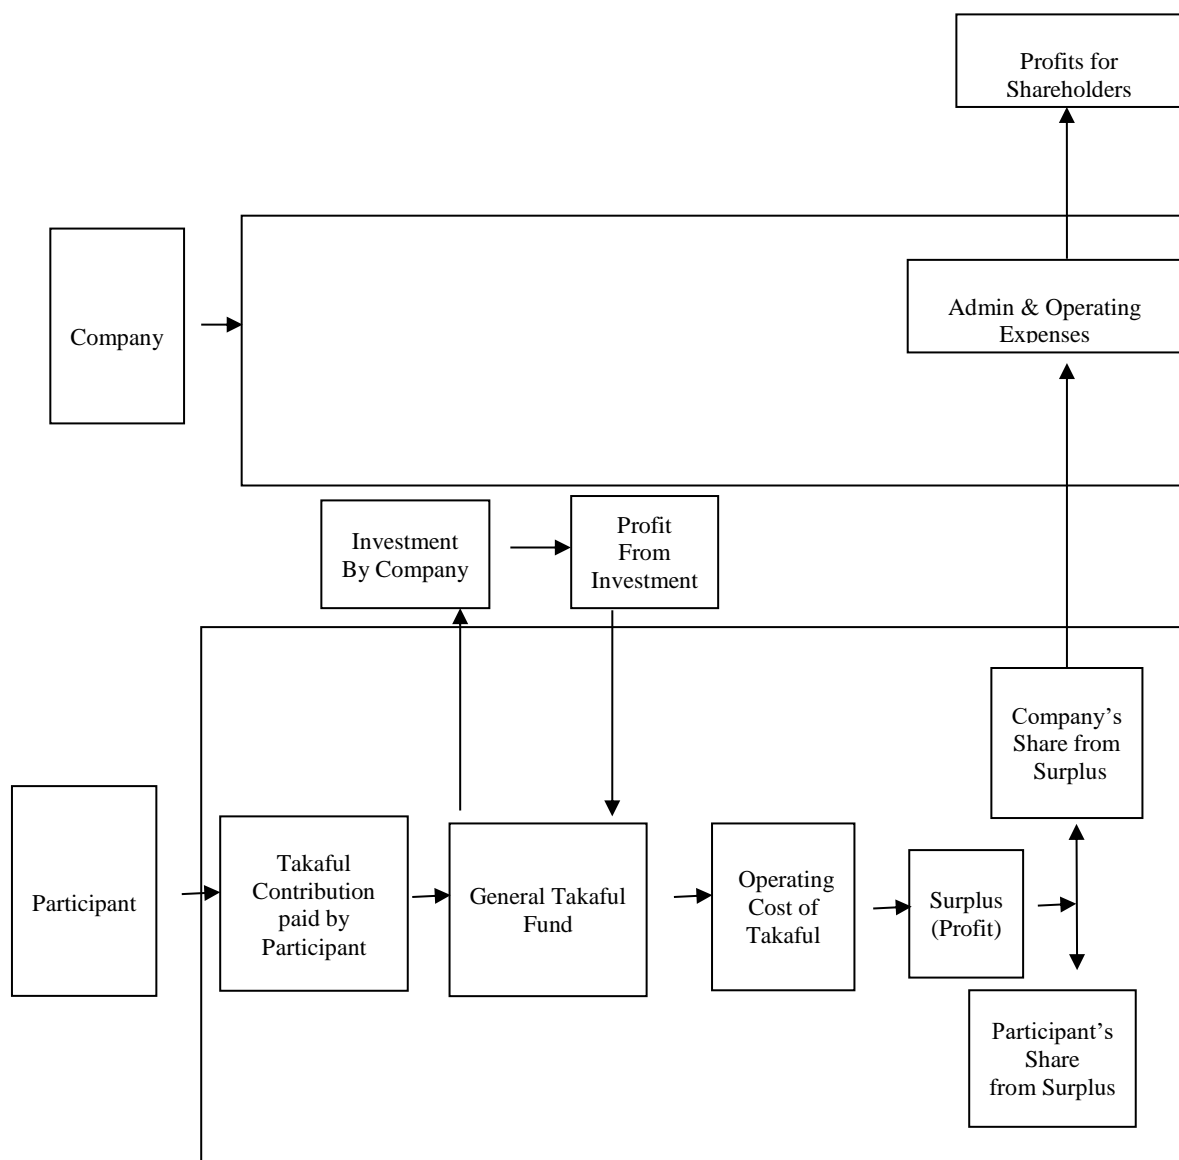 Profits for
Shareholders
Company
Admin & Operating
Expenses
Investment
By Company
Profit
From
Investment
Company’s
Share from
Surplus
Participant
Takaful
Contribution
paid by
Participant
General Takaful
Fund
Operating
Cost of
Takaful
Surplus
(Profit)
Participant’s
Share
from Surplus